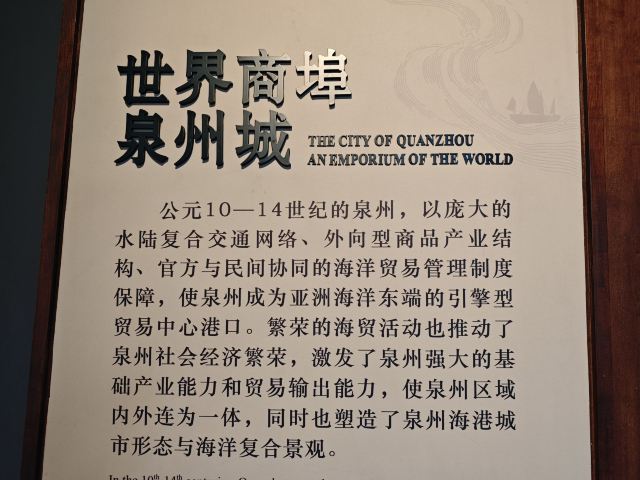 世界商埠
泉州城
THE CITY OF QUANZHOU
AN EMPORIUM OF THE WORLD
公元10—14世纪的泉州，以庞大的
水陆复合交通网络、外向型商品产业结
构、官方与民间协同的海洋贸易管理制度
保障，使泉州成为亚洲海洋东端的引擎型
贸易中心港口。繁荣的海贸活动也推动了
泉州社会经济繁荣，激发了泉州强大的基
础产业能力和贸易输出能力，使泉州区域
内外连为一体，同时也塑造了泉州海港城
市形态与海洋复合景观。
In the 10th-14th